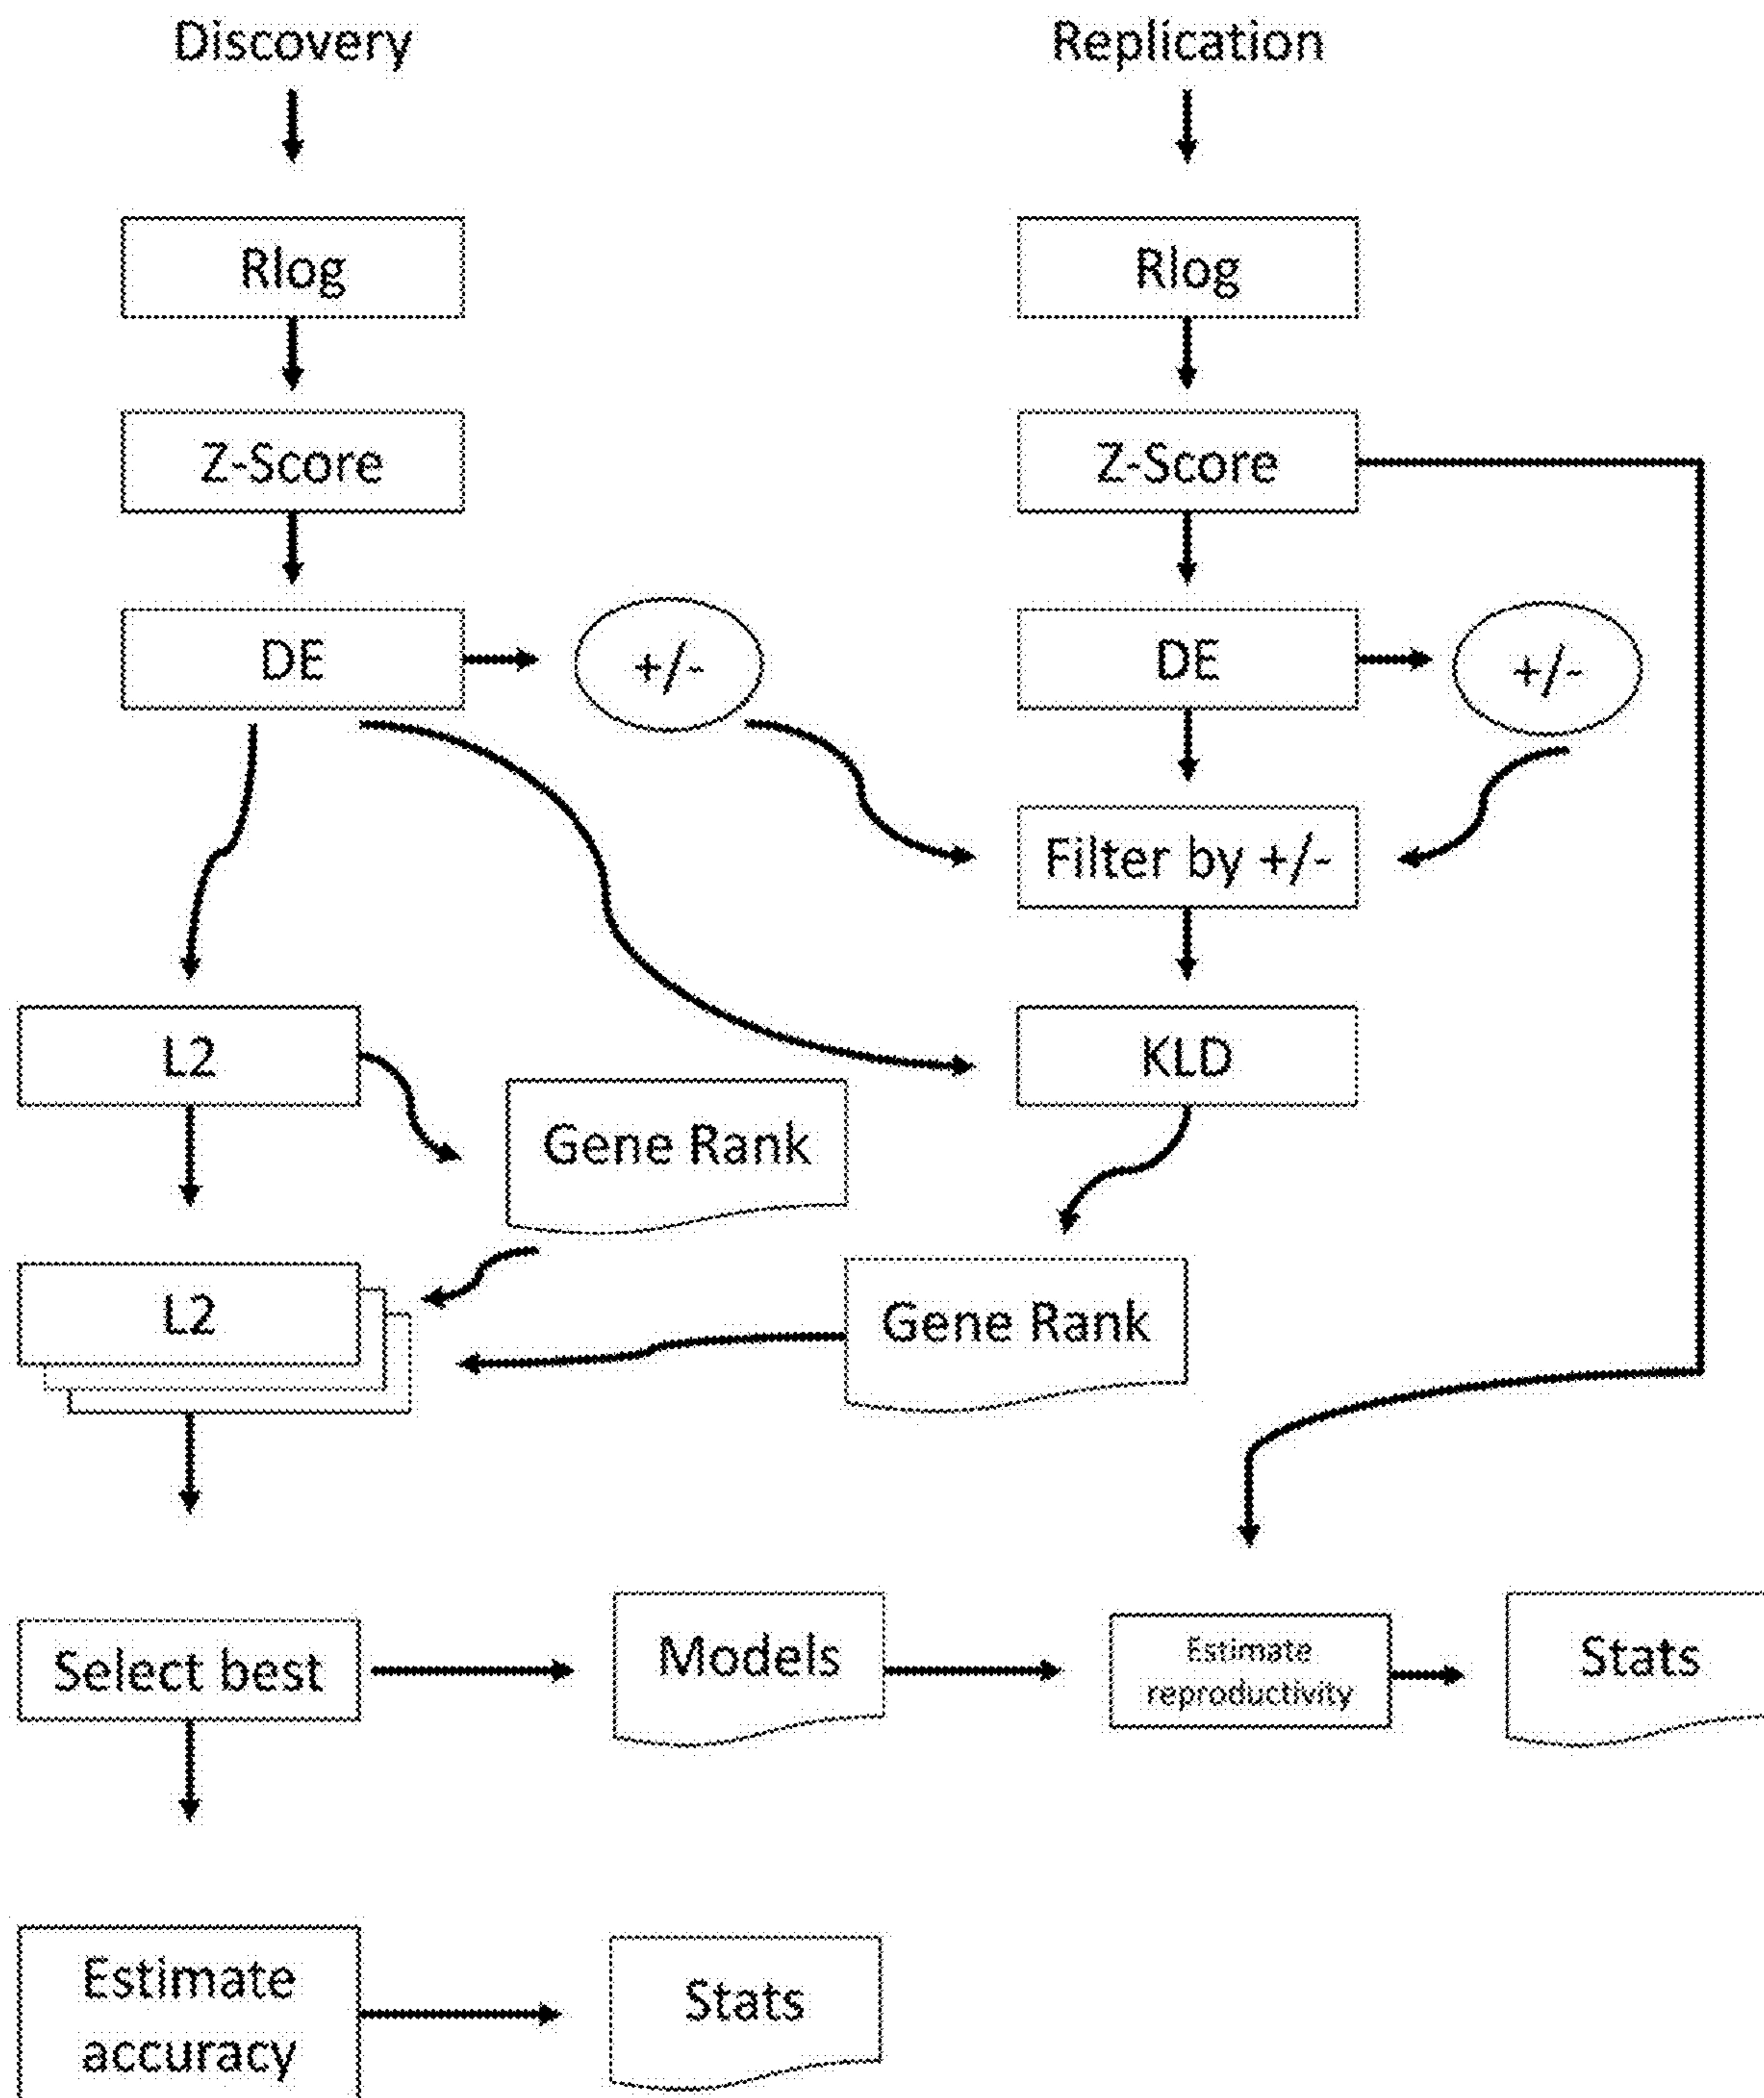 Discovery
Replication
Rlog
Rlog
Z-Score
Z-Score
DE
+/-
DE
+/-
Filter by +/-
L2
KLD
Gene Rank
L2
Gene Rank
Select best
Models
Estimate
reproductivity
Stats
Estimate
accuracy
Stats